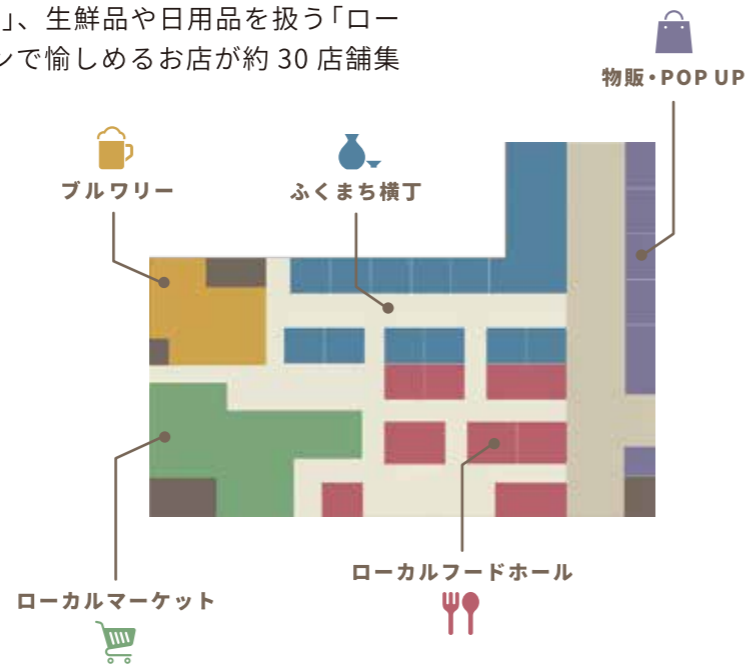 」、生鮮品や日用品を扱う「ロー
ンで愉しめるお店が約 30 店舗集
物販・POP UP
ブルワリー
ふくまち横丁
ローカルフードホール
ローカルマーケット